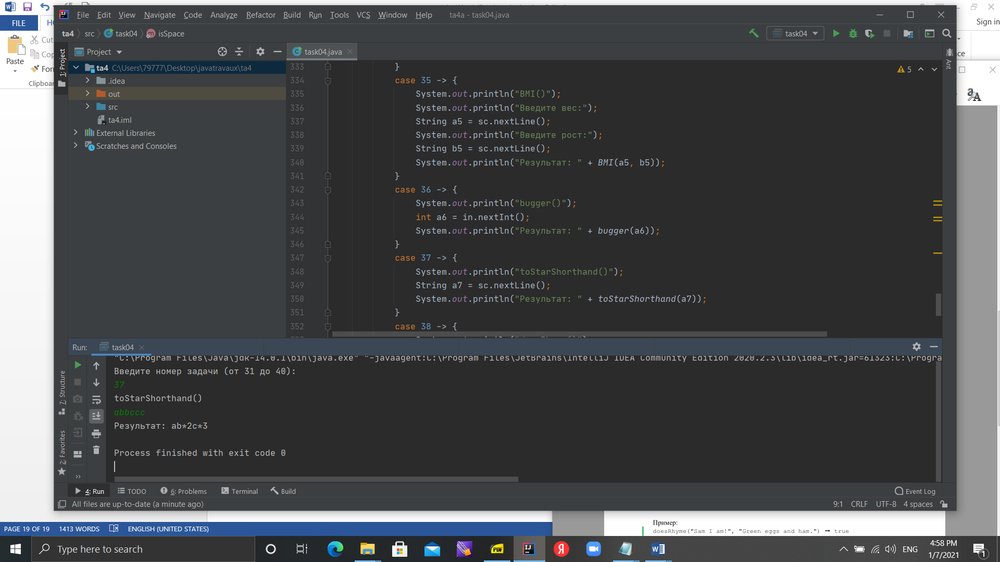 FILE
Sign in
Cut
Paste
Clipboar
File Edit View Navigate Code Analyze Refactor Build Run Tools VCS Window Help ta4a - task04.java
ta4 src task04 isSpace task04
1: Project
Project
task04.java
Ant
ta4 C:\Users\79777\Desktop\javatravaux\ta4
.idea
out
src
ta4.iml
External Libraries
Scratches and Consoles
5
333 }
334 case 35 -> {
335 System.out.println("BMI()");
336 System.out.println("Введите вес:");
337 String a5 = sc.nextLine();
338 System.out.println("Введите рост:");
339 String b5 = sc.nextLine();
340 System.out.println("Результат: " + BMI(a5, b5));
341 }
342 case 36 -> {
343 System.out.println("bugger()");
344 int a6 = in.nextInt();
345 System.out.println("Результат: " + bugger(a6));
346 }
347 case 37 -> {
348 System.out.println("toStarShorthand()");
349 String a7 = sc.nextLine();
350 System.out.println("Результат: " + toStarShorthand(a7));
351 }
352 case 38 -> {
Run: task04
"C:\Program Files\Java\jdk-14.0.1\bin\java.exe" "-javaagent:C:\Program Files\JetBrains\IntelliJ IDEA Community Edition 2020.2.3\lib\idea_rt.jar=61323:C:\Progra
Введите номер задачи (от 31 до 40):
37
toStarShorthand()
abbccc
Результат: ab*2c*3
Process finished with exit code 0
7: Structure
2: Favorites
4: Run TODO 6: Problems Terminal Build Event Log
All files are up-to-date (a minute ago) 9:1 CRLF UTF-8 4 spaces
Пример:
doesRhyme("Sam I am!", "Green eggs and ham.") ➞ true
PAGE 19 OF 19 1413 WORDS ENGLISH (UNITED STATES)
Type here to search
PDF
ENG
4:58 PM
1/7/2021
1